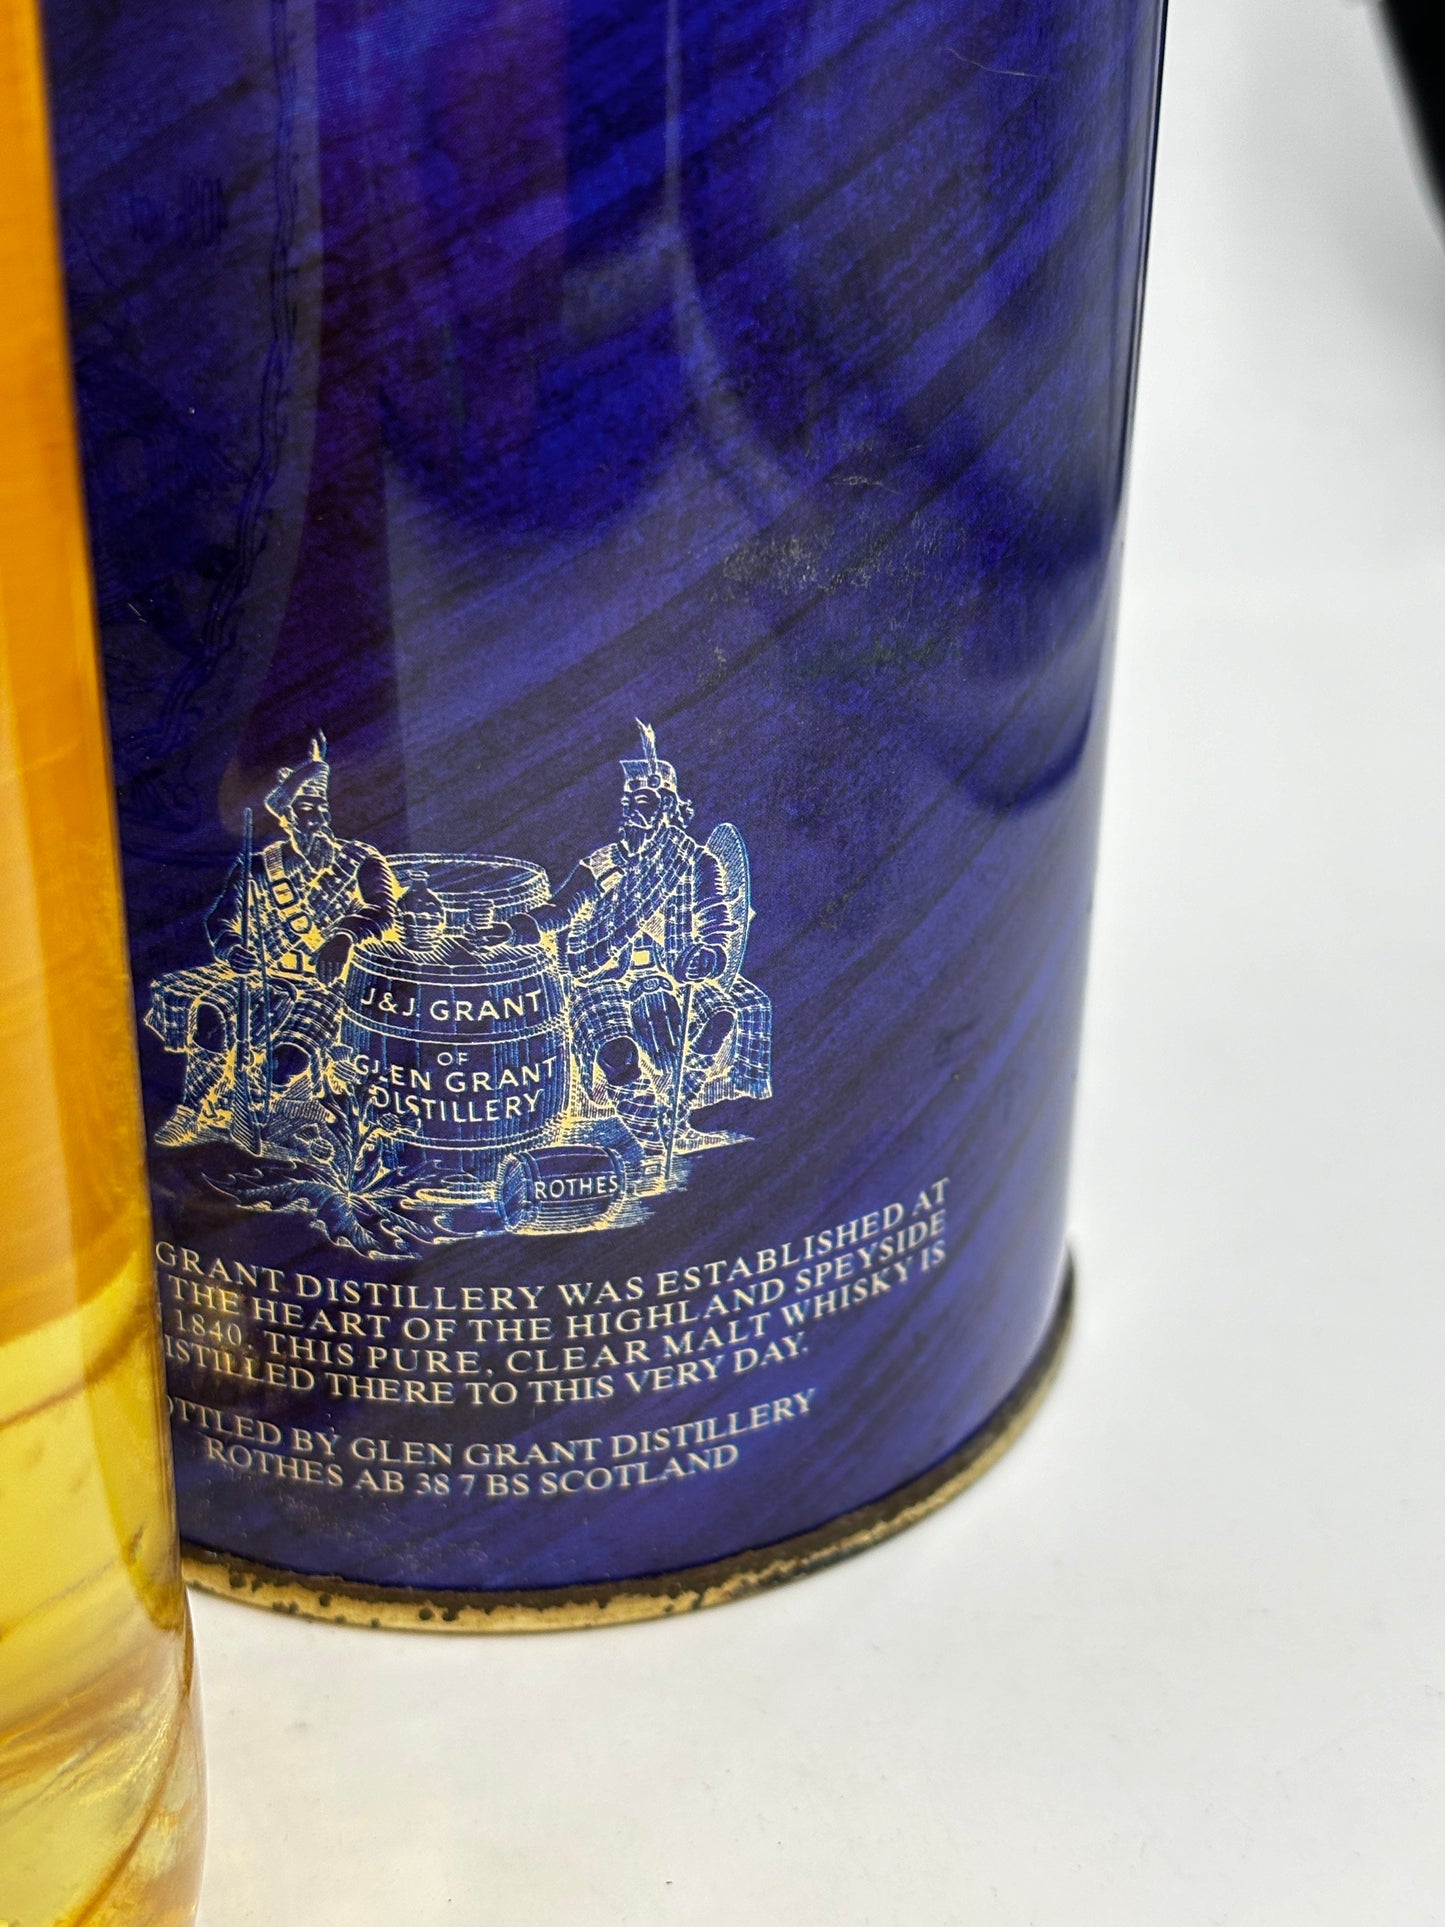 J&J. GRANT
OF
GLEN GRANT
DISTILLERY
ROTHES
GRANT DISTILLERY WAS ESTABLISHED AT
THE HEART OF THE HIGHLAND SPEYSIDE
1840. THIS PURE, CLEAR MALT WHISKY IS
ISTILLED THERE TO THIS VERY DAY.
OTTLED BY GLEN GRANT DISTILLERY
ROTHES AB 38 7 BS SCOTLAND